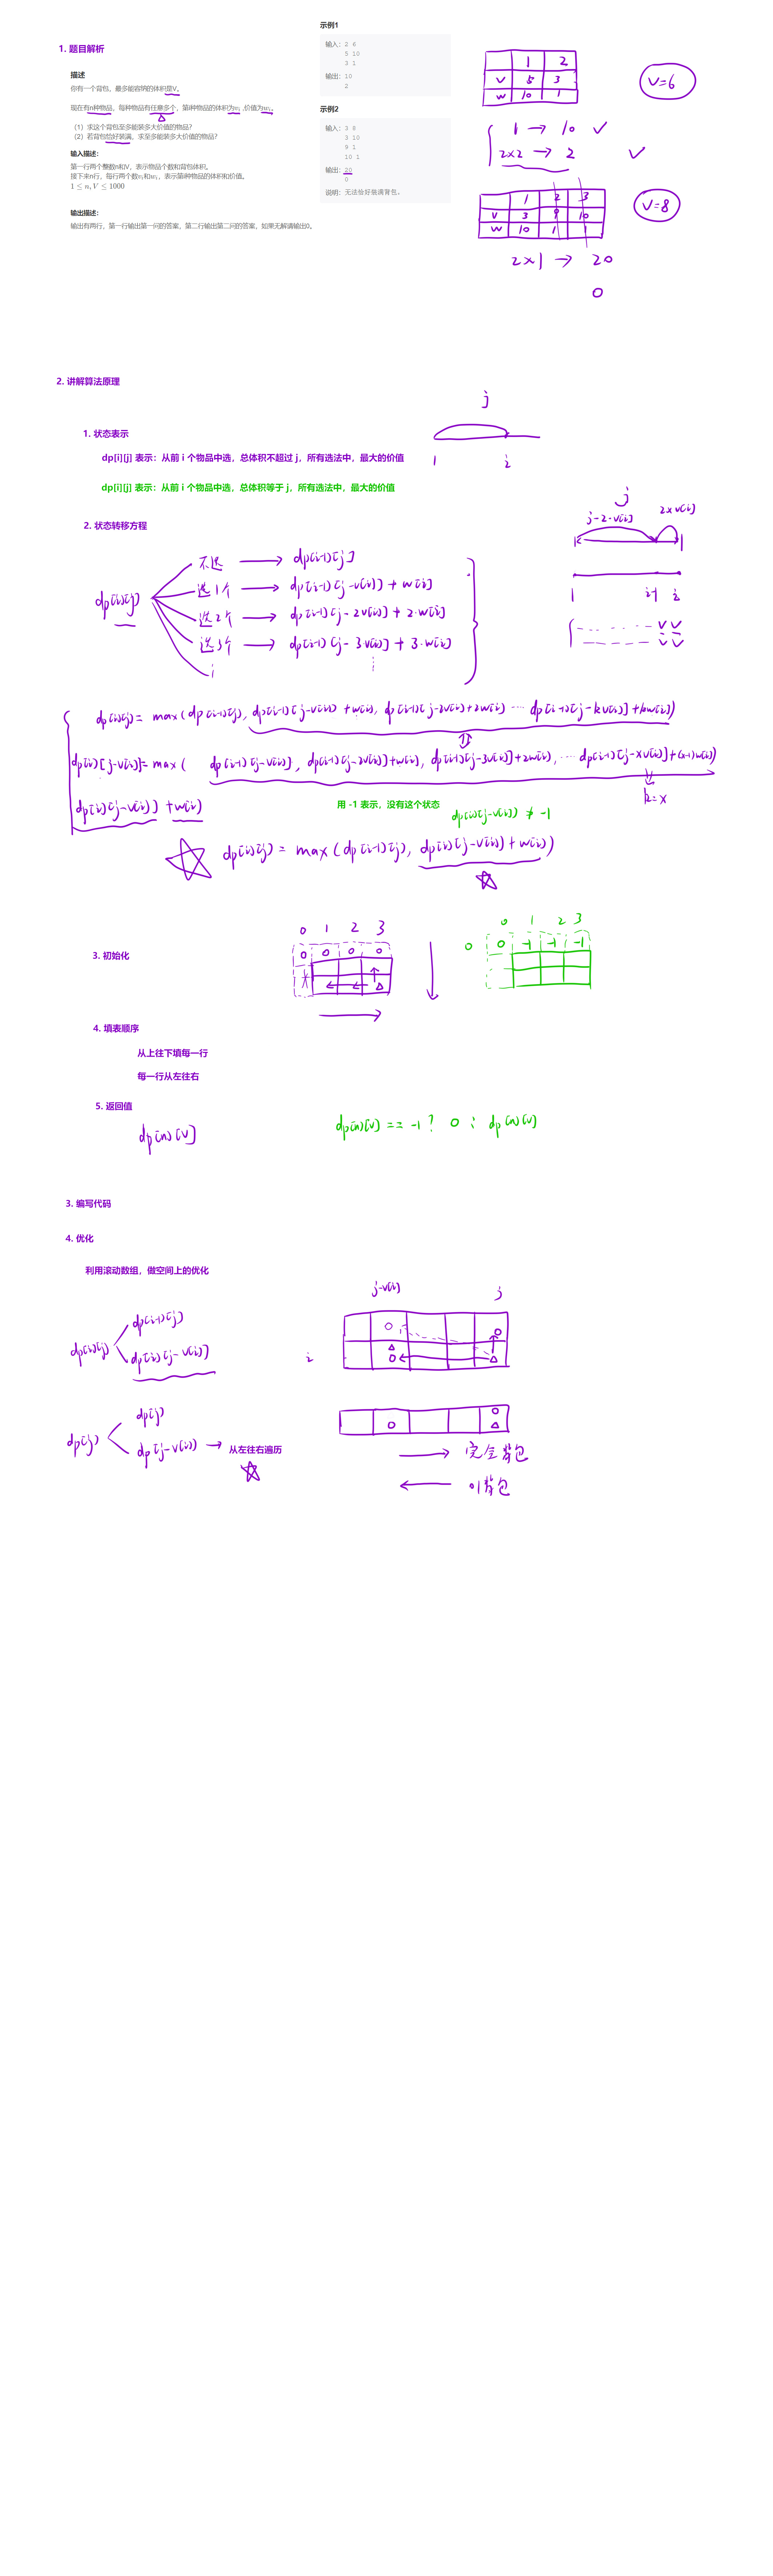 1. 题目解析
描述
你有一个背包，最多能容纳的体积是V。
现在有n种物品，每种物品有任意多个，第i种物品的体积为vi ,价值为wi。
（1）求这个背包至多能装多大价值的物品？
（2）若背包恰好装满，求至多能装多大价值的物品？
输入描述：
第一行两个整数n和V，表示物品个数和背包体积。
接下来n行，每行两个数vi和wi，表示第i种物品的体积和价值。
1 ≤ n, V ≤ 1000
输出描述：
输出有两行，第一行输出第一问的答案，第二行输出第二问的答案，如果无解请输出0。
示例1
输入：2 6
5 10
3 1
输出：10
2
示例2
输入：3 8
3 10
9 1
10 1
输出：20
0
说明：无法恰好装满背包。
1 2
V 5 3
W 10 1
V=6
1 → 10 ✓
2×2 → 2 ✓
1 2 3
V 3 9 10
W 10 1 1
V=8
2×1 → 20
0
2. 讲解算法原理
1. 状态表示
dp[i][j] 表示：从前 i 个物品中选，总体积不超过 j，所有选法中，最大的价值
dp[i][j] 表示：从前 i 个物品中选，总体积等于 j，所有选法中，最大的价值
j
1 i
2. 状态转移方程
dp[i][j]
不选 → dp[i-1][j]
选1个 → dp[i-1][j-v[i]] + w[i]
选2个 → dp[i-1][j-2v[i]] + 2·w[i]
选3个 → dp[i-1][j-3v[i]] + 3·w[i]
j
j-2·v[i] 2×v[i]
1 i-1 i
dp[i][j] = max(dp[i-1][j], dp[i-1][j-v[i]]+w[i], dp[i-1][j-2v[i]]+2w[i] ... dp[i-1][j-kv[i]]+kw[i])
dp[i][j-v[i]] = max( dp[i-1][j-v[i]], dp[i-1][j-2v[i]]+w[i], dp[i-1][j-3v[i]]+2w[i], ... dp[i-1][j-xv[i]]+(x-1)w[i])
k=x
dp[i][j-v[i]] + w[i]
用 -1 表示，没有这个状态
dp[i][j-v[i]] ≠ -1
dp[i][j] = max(dp[i-1][j], dp[i][j-v[i]]+w[i])
3. 初始化
0 1 2 3
0 0 0 0
0 1 2 3
0 0 -1 -1 -1
4. 填表顺序
从上往下填每一行
每一行从左往右
5. 返回值
dp[n][V]
dp[n][V] == -1 ? 0 : dp[n][V]
3. 编写代码
4. 优化
利用滚动数组，做空间上的优化
dp[i][j]
dp[i-1][j]
dp[i][j-v[i]]
j-v[i] j
i
dp[j]
dp[j]
dp[j-v[i]] → 从左往右遍历
→ 完全背包
← 01背包